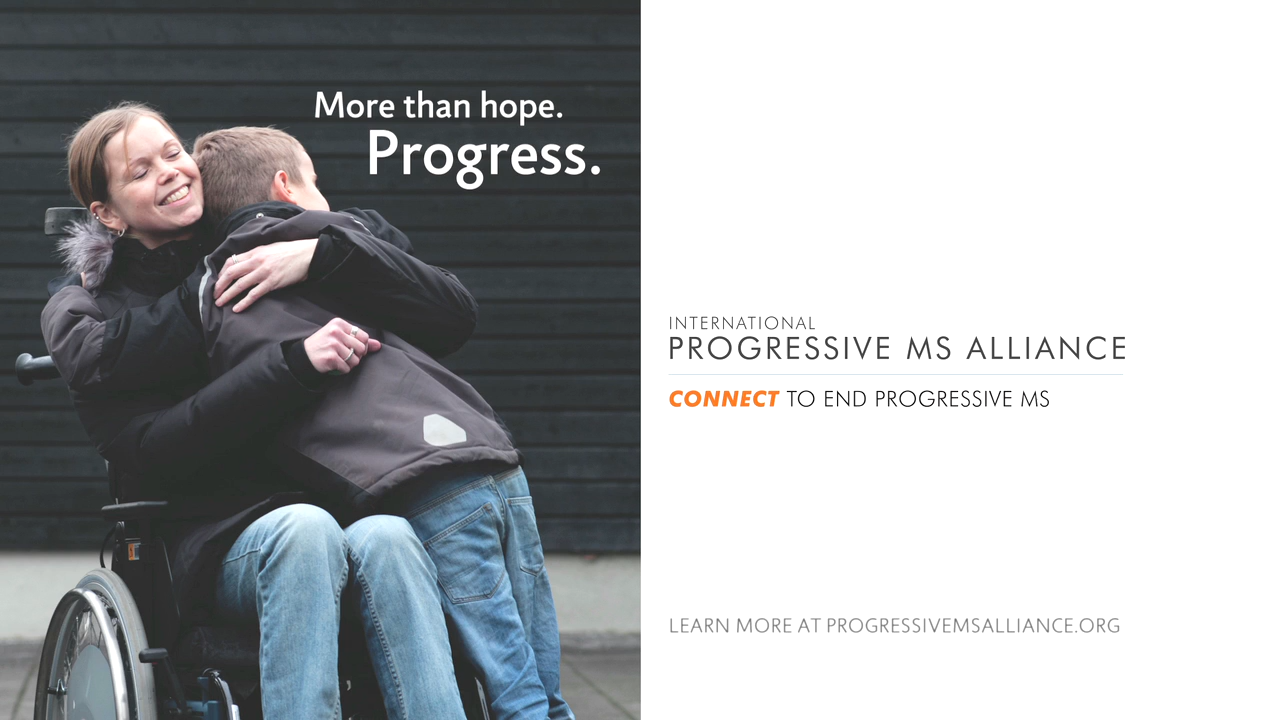 More than hope.
Progress.
INTERNATIONAL
PROGRESSIVE MS ALLIANCE
CONNECT TO END PROGRESSIVE MS
LEARN MORE AT PROGRESSIVEMSALLIANCE.ORG